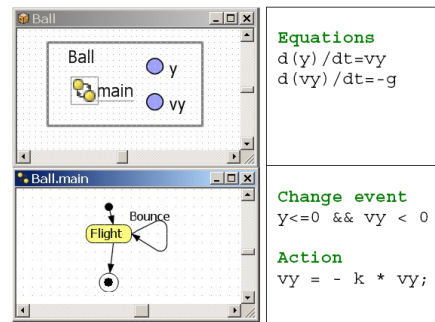 Ball
Ball
main
y
vy
Equations
d(y)/dt=vy
d(vy)/dt=-g
Ball.main
Bounce
Flight
Change event
y<=0 && vy < 0
Action
vy = - k * vy;